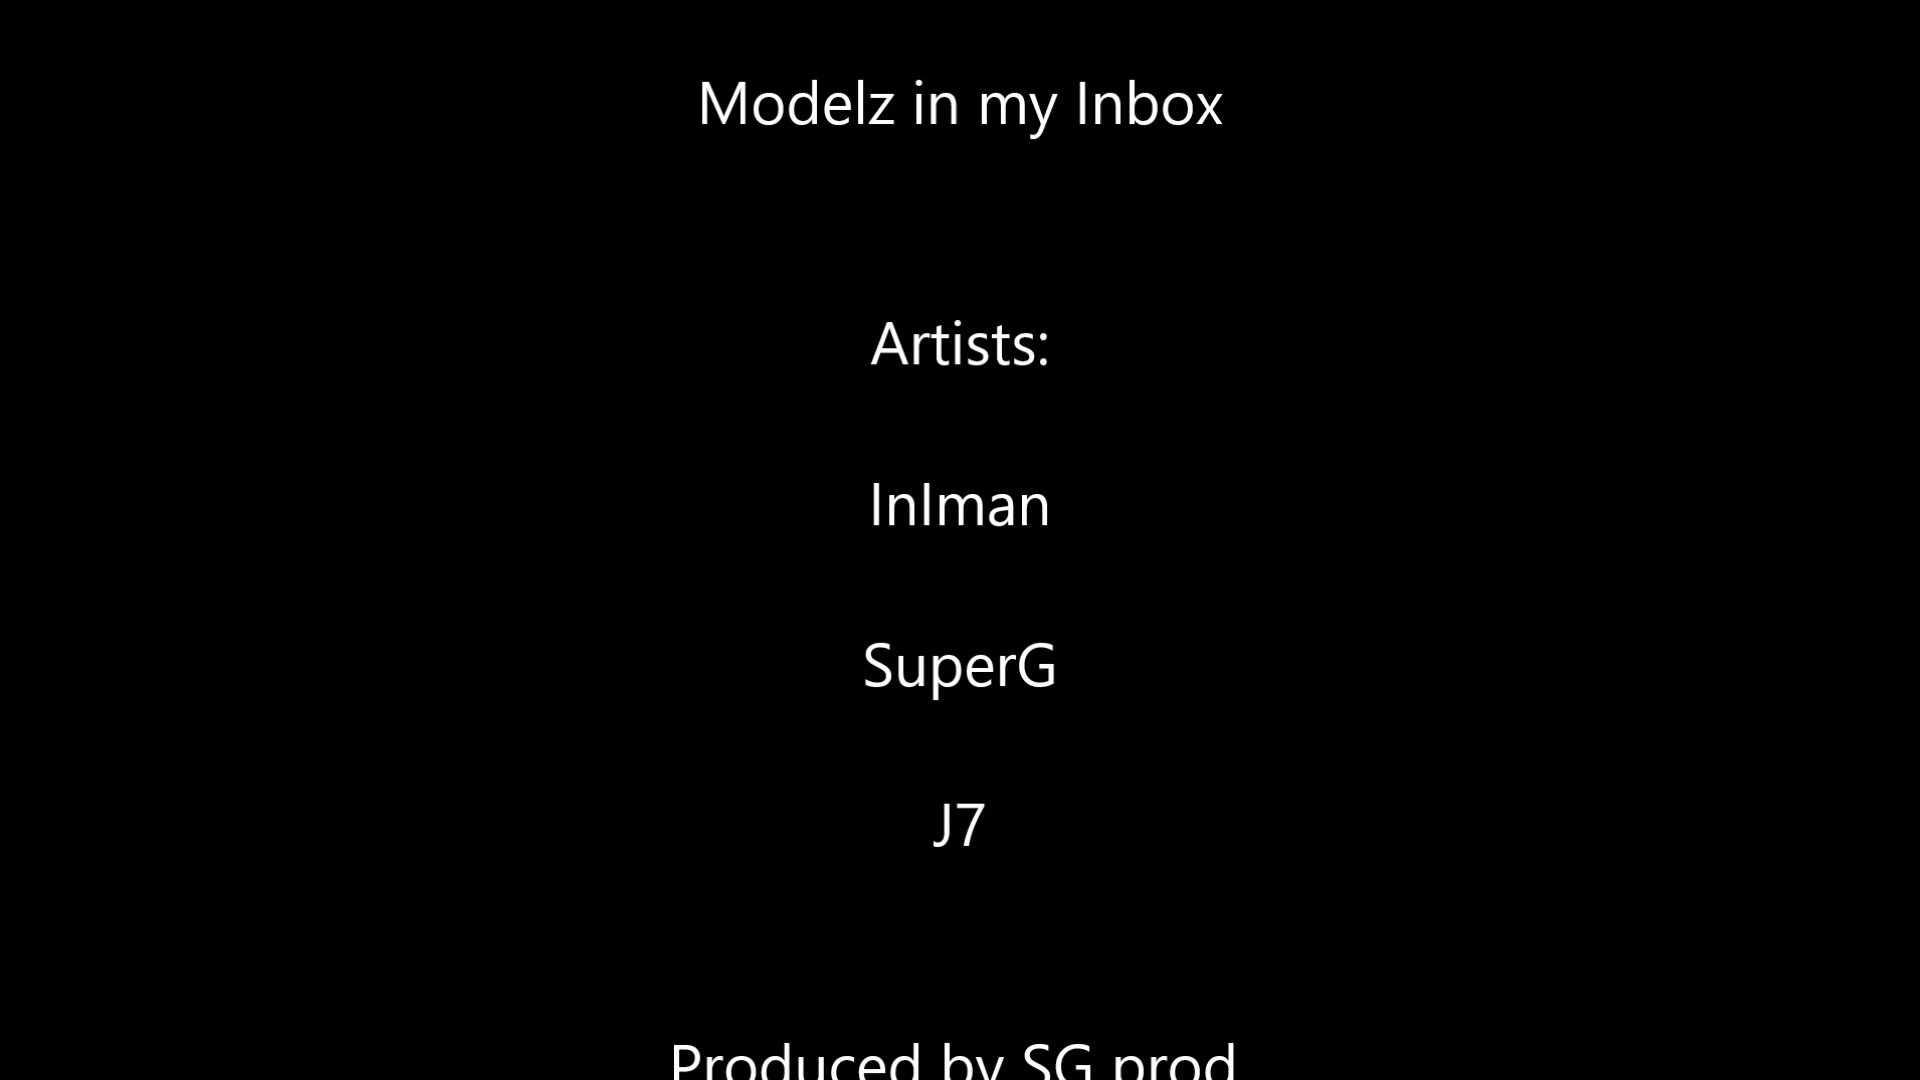 Modelz in my Inbox
Artists:
InIman
SuperG
J7
Produced by SG prod